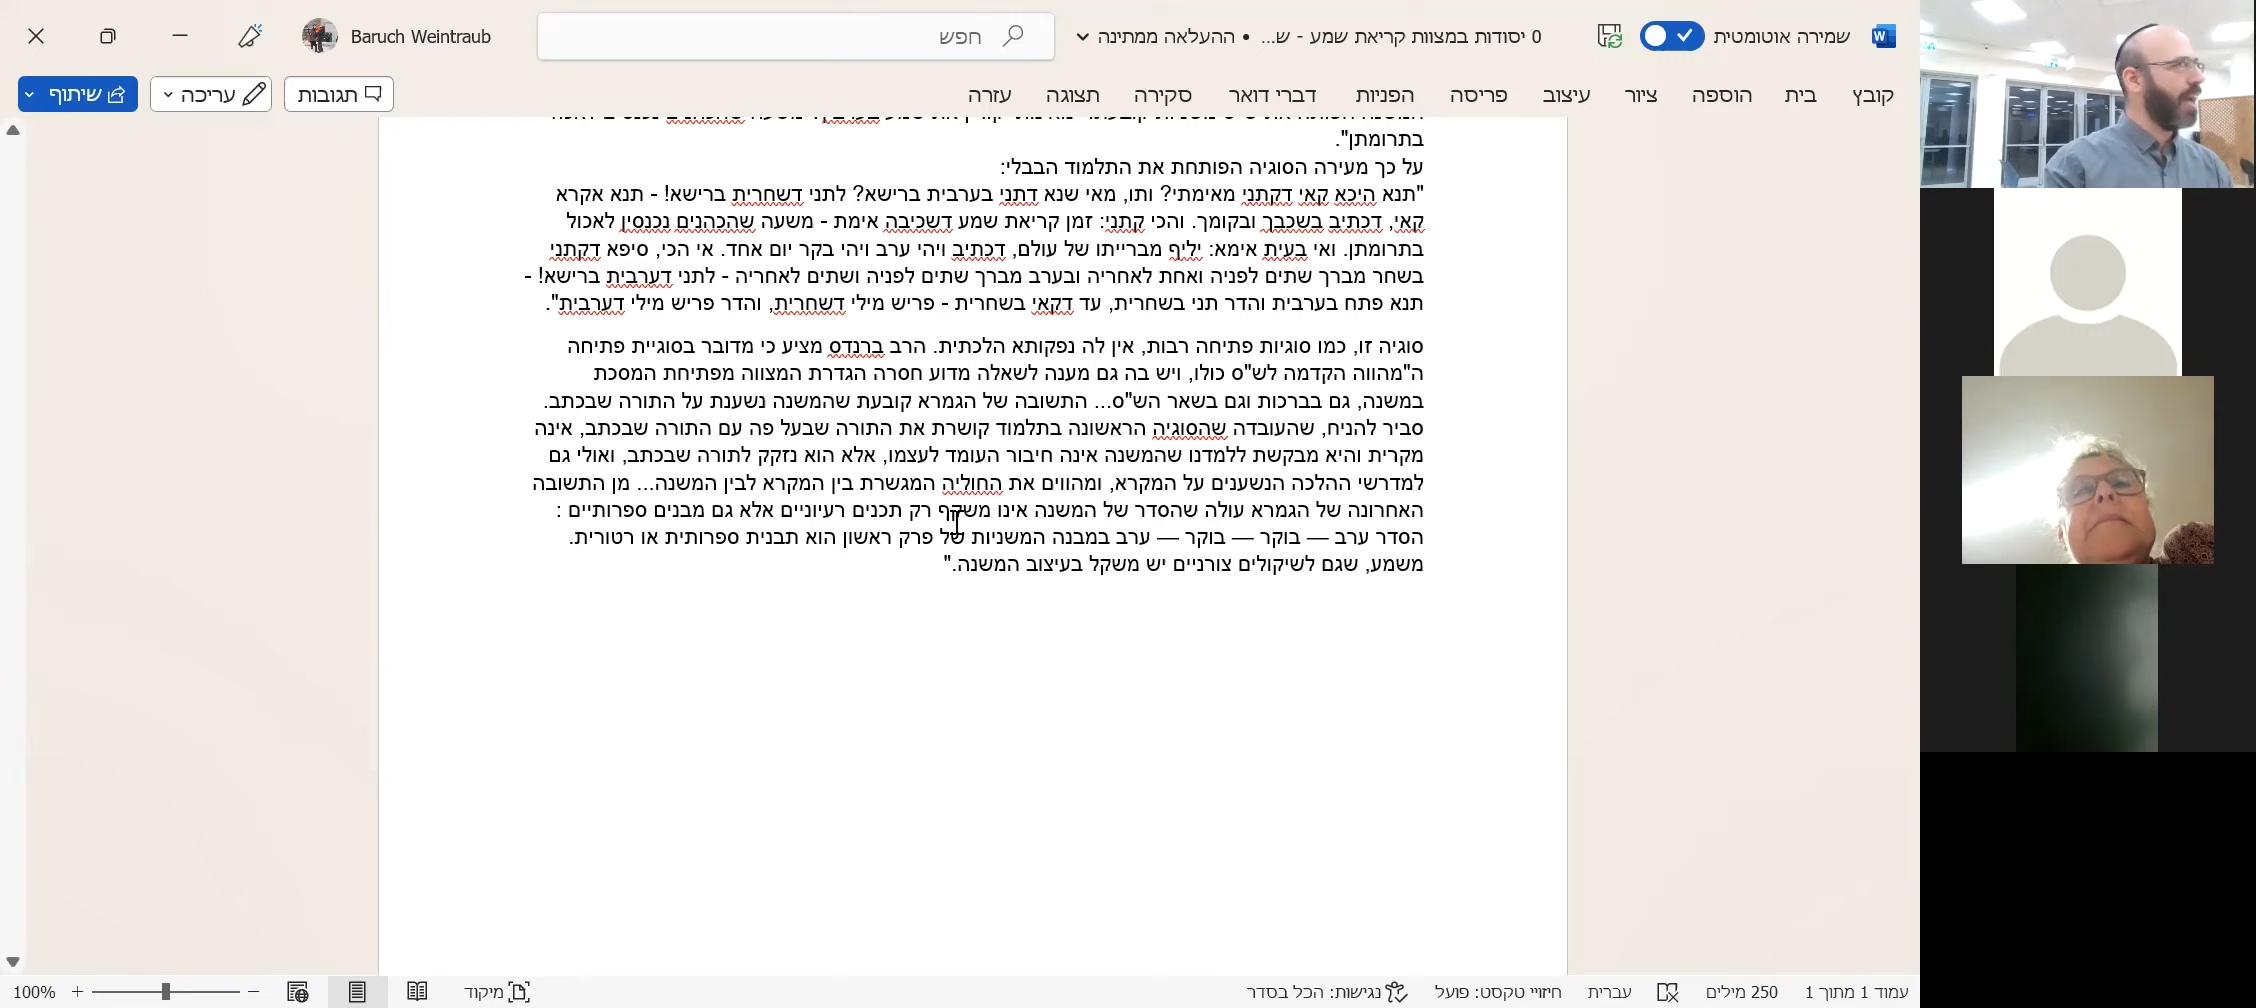 שמירה אוטומטית
0 יסודות במצוות קריאת שמע - ש... • ההעלאה ממתינה
חפש
Baruch Weintraub
קובץ בית הוספה ציור עיצוב פריסה הפניות דברי דואר סקירה תצוגה עזרה
תגובות
עריכה
שיתוף
בתרומתן".
על כך מעירה הסוגיה הפותחת את התלמוד הבבלי:
"תנא היכא קאי דקתני מאימתי? ותו, מאי שנא דתני בערבית ברישא? לתני דשחרית ברישא! - תנא אקרא
קאי, דכתיב בשכבך ובקומך. והכי קתני: זמן קריאת שמע דשכיבה אימת - משעה שהכהנים נכנסין לאכול
בתרומתן. ואי בעית אימא: יליף מברייתו של עולם, דכתיב ויהי ערב ויהי בקר יום אחד. אי הכי, סיפא דקתני
בשחר מברך שתים לפניה ואחת לאחריה ובערב מברך שתים לפניה ושתים לאחריה - לתני דערבית ברישא! -
תנא פתח בערבית והדר תני בשחרית, עד דקאי בשחרית - פריש מילי דשחרית, והדר פריש מילי דערבית".
סוגיה זו, כמו סוגיות פתיחה רבות, אין לה נפקותא הלכתית. הרב ברנדס מציע כי מדובר בסוגיית פתיחה
ה"מהווה הקדמה לש"ס כולו, ויש בה גם מענה לשאלה מדוע חסרה הגדרת המצווה מפתיחת המסכת
במשנה, גם בברכות וגם בשאר הש"ס... התשובה של הגמרא קובעת שהמשנה נשענת על התורה שבכתב.
סביר להניח, שהעובדה שהסוגיה הראשונה בתלמוד קושרת את התורה שבעל פה עם התורה שבכתב, אינה
מקרית והיא מבקשת ללמדנו שהמשנה אינה חיבור העומד לעצמו, אלא הוא נזקק לתורה שבכתב, ואולי גם
למדרשי ההלכה הנשענים על המקרא, ומהווים את החוליה המגשרת בין המקרא לבין המשנה... מן התשובה
האחרונה של הגמרא עולה שהסדר של המשנה אינו משקף רק תכנים רעיוניים אלא גם מבנים ספרותיים :
הסדר ערב — בוקר — בוקר — ערב במבנה המשניות של פרק ראשון הוא תבנית ספרותית או רטורית.
משמע, שגם לשיקולים צורניים יש משקל בעיצוב המשנה."
עמוד 1 מתוך 1 250 מילים עברית חיזויי טקסט: פועל נגישות: הכל בסדר מיקוד 100%